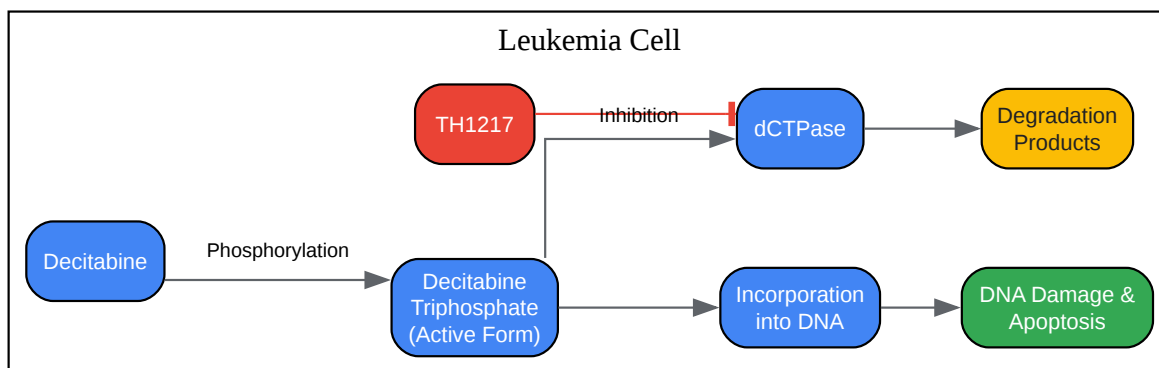 Leukemia Cell
TH1217
Inhibition
dCTPase
Degradation
Products
Decitabine
Phosphorylation
Decitabine
Triphosphate
(Active Form)
Incorporation
into DNA
DNA Damage &
Apoptosis